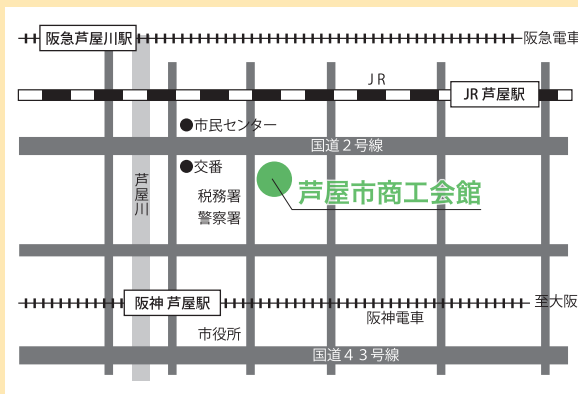 阪急芦屋川駅
阪急電車
JR
JR 芦屋駅
●市民センター
国道２号線
●交番
芦屋川
税務署
警察署
芦屋市商工会館
阪神 芦屋駅
至大阪
阪神電車
市役所
国道４３号線